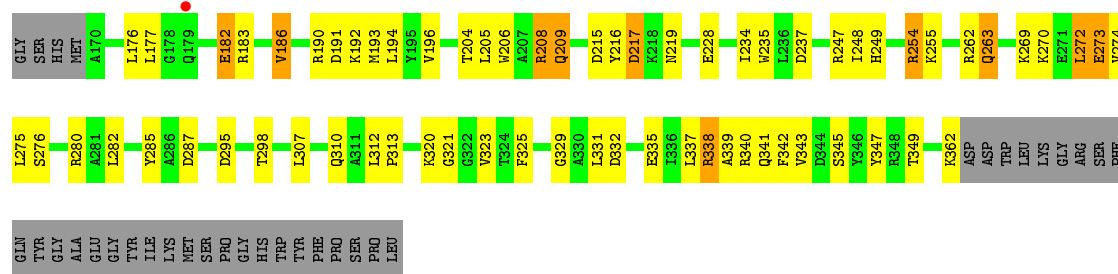 GLY SER HIS MET A170 L176 L177 G178 Q179 E182 R183 V186 R190 D191 K192 M193 L194 Y195 V196 T204 L205 W206 A207 R208 Q209 D215 Y216 D217 K218 N219 E228 I234 W235 L236 D237 R247 I248 H249 R254 K255 R262 Q263 K269 K270 E271 L272 E273 V274
L275 S276 R280 A281 L282 Y285 A286 D287 D295 T298 L307 Q310 A311 L312 P313 K320 G321 G322 V323 T324 F325 G329 A330 L331 D332 E335 I336 L337 R338 A339 R340 Q341 F342 V343 D344 S345 Y346 Y347 R348 T349 K362 ASP ASP TRP LEU LYS GLY ARG SER PHE
GLN TYR GLY ALA GLU GLY TYR ILE LYS MET SER PRO GLY HIS TRP TYR PHE PRO SER PRO LEU